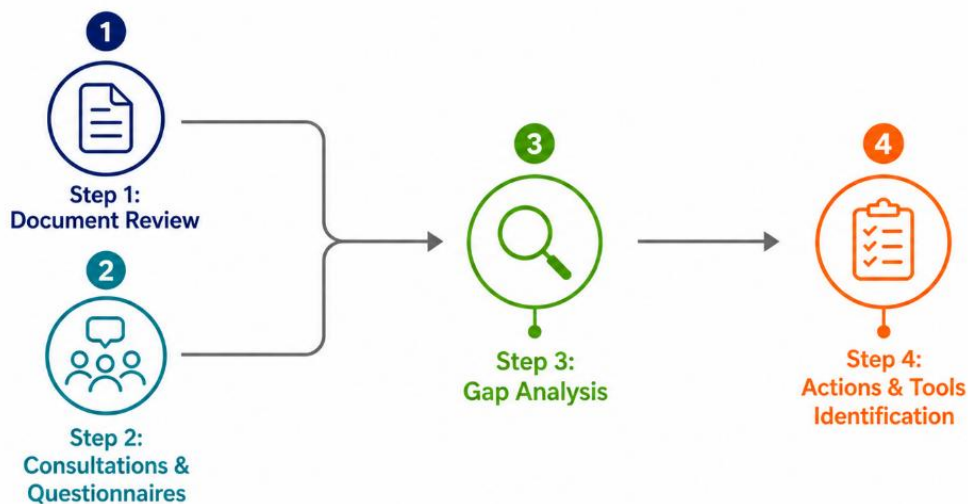 1
Step 1:
Document Review
2
Step 2:
Consultations &
Questionnaires
3
Step 3:
Gap Analysis
4
Step 4:
Actions & Tools
Identification